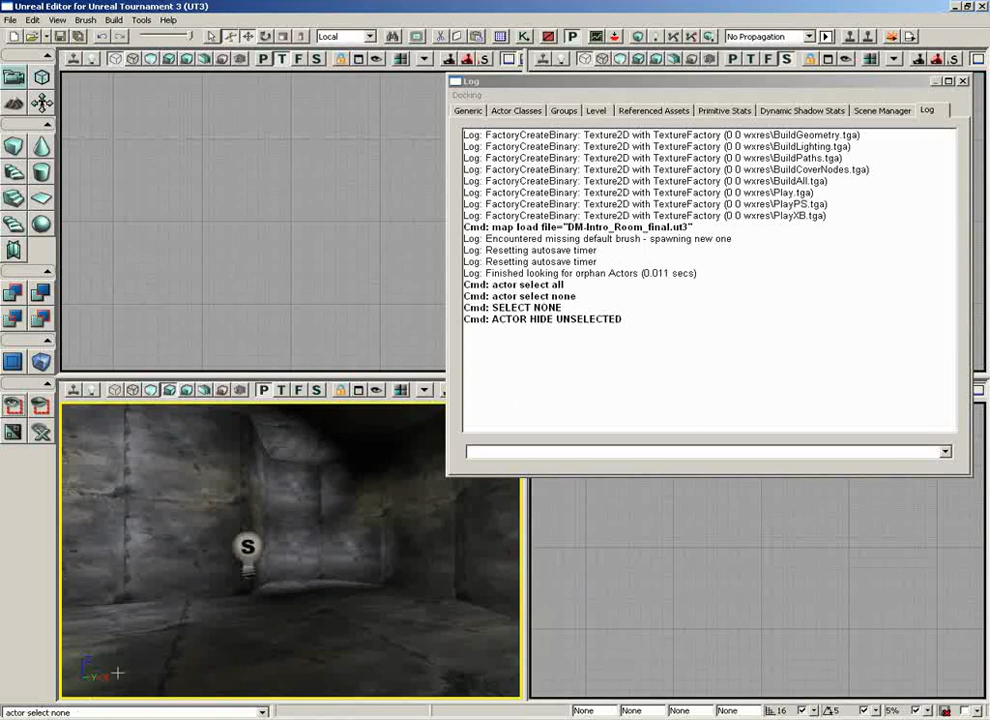 Unreal Editor for Unreal Tournament 3 (UT3)
File Edit View Brush Build Tools Help
Local
K
P
No Propagation
P T F S
P T F S
Log
Docking
Generic Actor Classes Groups Level Referenced Assets Primitive Stats Dynamic Shadow Stats Scene Manager Log
Log: FactoryCreateBinary: Texture2D with TextureFactory (0 0 wxres\BuildGeometry.tga)
Log: FactoryCreateBinary: Texture2D with TextureFactory (0 0 wxres\BuildLighting.tga)
Log: FactoryCreateBinary: Texture2D with TextureFactory (0 0 wxres\BuildPaths.tga)
Log: FactoryCreateBinary: Texture2D with TextureFactory (0 0 wxres\BuildCoverNodes.tga)
Log: FactoryCreateBinary: Texture2D with TextureFactory (0 0 wxres\BuildAll.tga)
Log: FactoryCreateBinary: Texture2D with TextureFactory (0 0 wxres\Play.tga)
Log: FactoryCreateBinary: Texture2D with TextureFactory (0 0 wxres\PlayPS.tga)
Log: FactoryCreateBinary: Texture2D with TextureFactory (0 0 wxres\PlayXB.tga)
Cmd: map load file="DM-Intro_Room_final.ut3"
Log: Encountered missing default brush - spawning new one
Log: Resetting autosave timer
Log: Resetting autosave timer
Log: Finished looking for orphan Actors (0.011 secs)
Cmd: actor select all
Cmd: actor select none
Cmd: SELECT NONE
Cmd: ACTOR HIDE UNSELECTED
P T F S
S
Z
Y X
actor select none
None None None None 16 5 5%